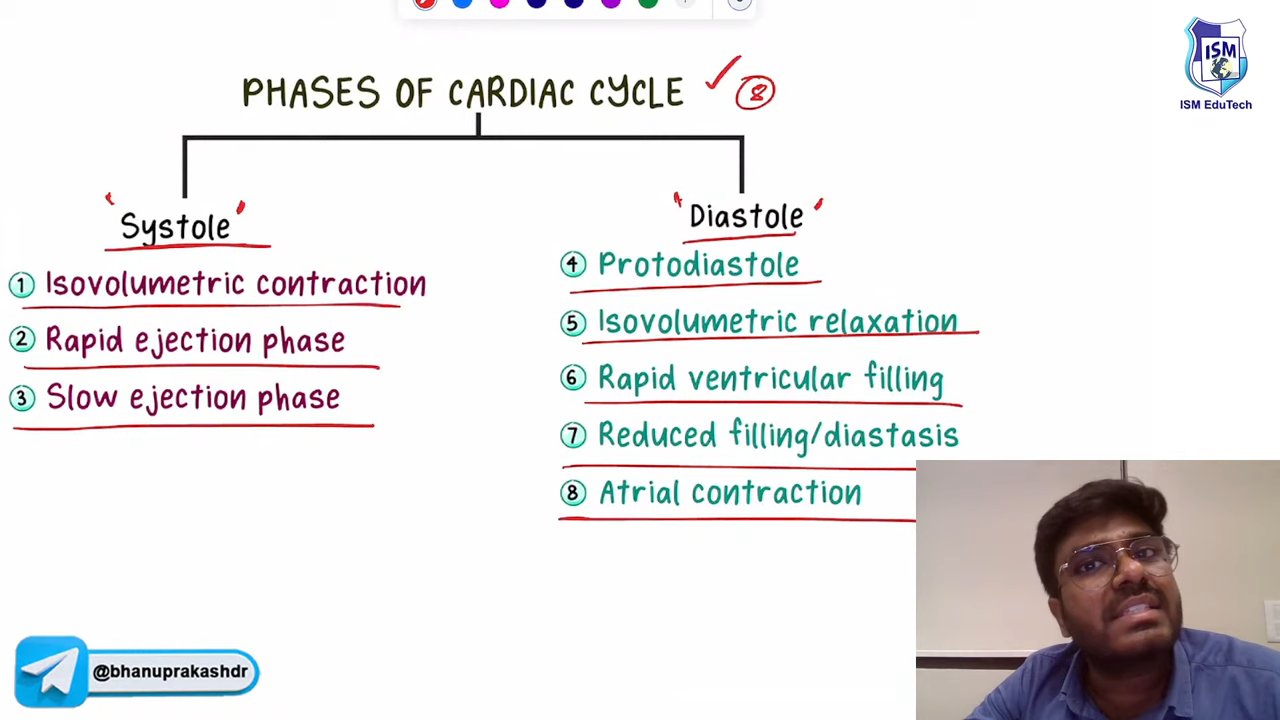 PHASES OF CARDIAC CYCLE
8
Systole
1 Isovolumetric contraction
2 Rapid ejection phase
3 Slow ejection phase
Diastole
4 Protodiastole
5 Isovolumetric relaxation
6 Rapid ventricular filling
7 Reduced filling/diastasis
8 Atrial contraction
ISM
ISM EduTech
@bhanuprakashdr